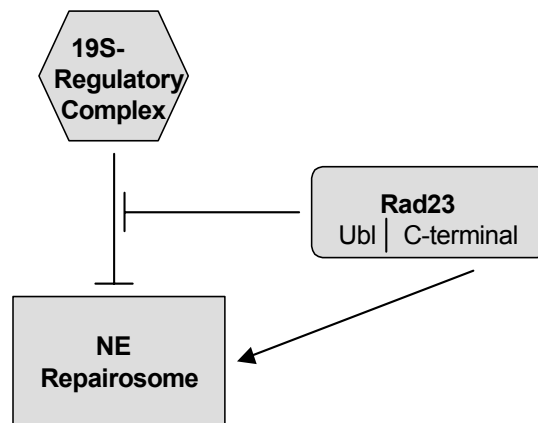 19S-
Regulatory
Complex
Rad23
Ubl | C-terminal
NE
Repairosome